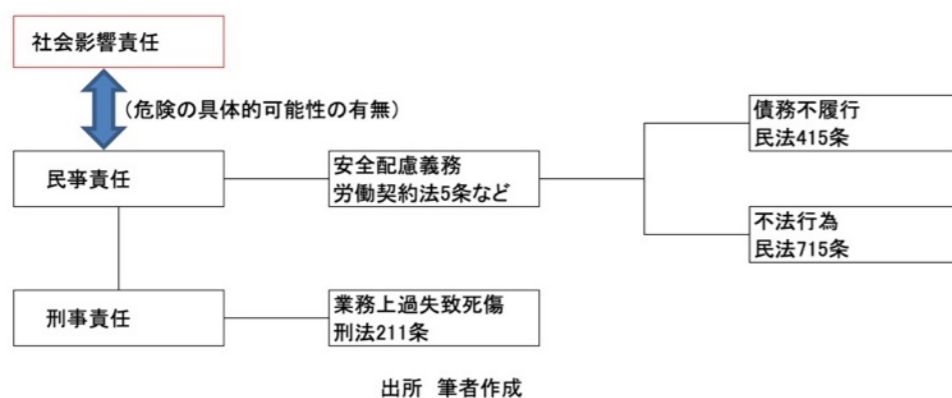 社会影響責任
(危険の具体的可能性の有無)
債務不履行
民法415条
民事責任
安全配慮義務
労働契約法5条など
不法行為
民法715条
刑事責任
業務上過失致死傷
刑法211条
出所 筆者作成